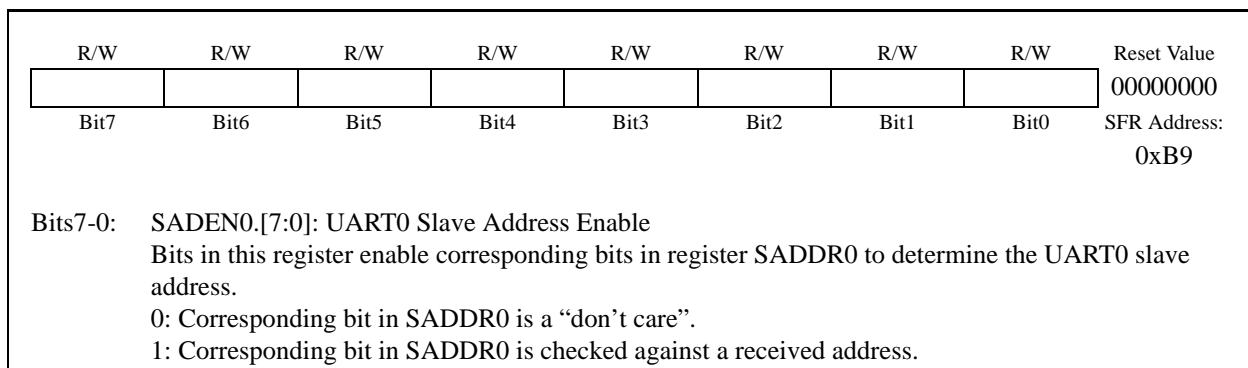 R/W R/W R/W R/W R/W R/W R/W R/W Reset Value
00000000
Bit7 Bit6 Bit5 Bit4 Bit3 Bit2 Bit1 Bit0 SFR Address:
0xB9
Bits7-0: SADEN0.[7:0]: UART0 Slave Address Enable
Bits in this register enable corresponding bits in register SADDR0 to determine the UART0 slave
address.
0: Corresponding bit in SADDR0 is a “don’t care”.
1: Corresponding bit in SADDR0 is checked against a received address.